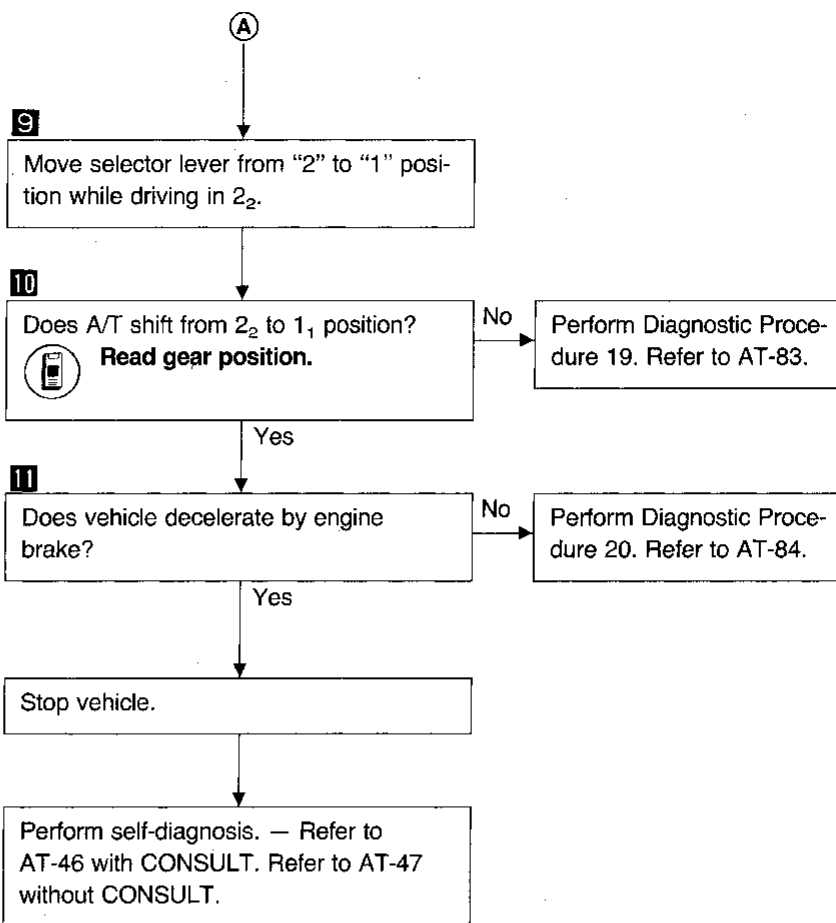 A
9
Move selector lever from “2” to “1” posi-
tion while driving in 2₂.
10
Does A/T shift from 2₂ to 1₁ position?
Read gear position.
No
Perform Diagnostic Proce-
dure 19. Refer to AT-83.
Yes
11
Does vehicle decelerate by engine
brake?
No
Perform Diagnostic Proce-
dure 20. Refer to AT-84.
Yes
Stop vehicle.
Perform self-diagnosis. — Refer to
AT-46 with CONSULT. Refer to AT-47
without CONSULT.